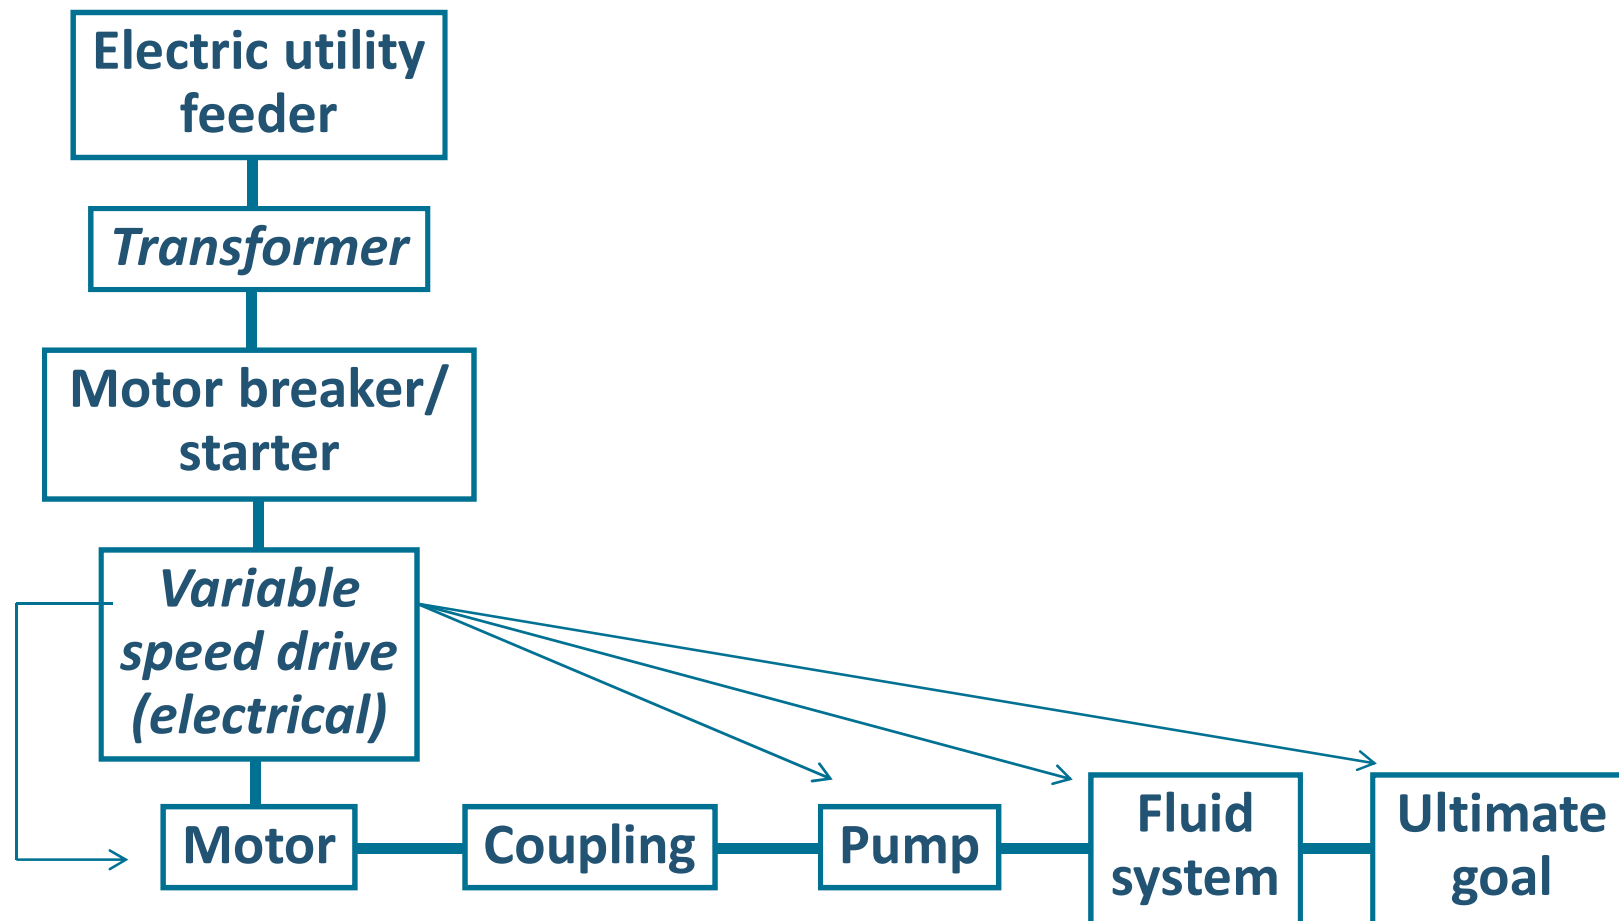 Electric utility
feeder
Transformer
Motor breaker/
starter
Variable
speed drive
(electrical)
Motor
Coupling
Pump
Fluid
system
Ultimate
goal